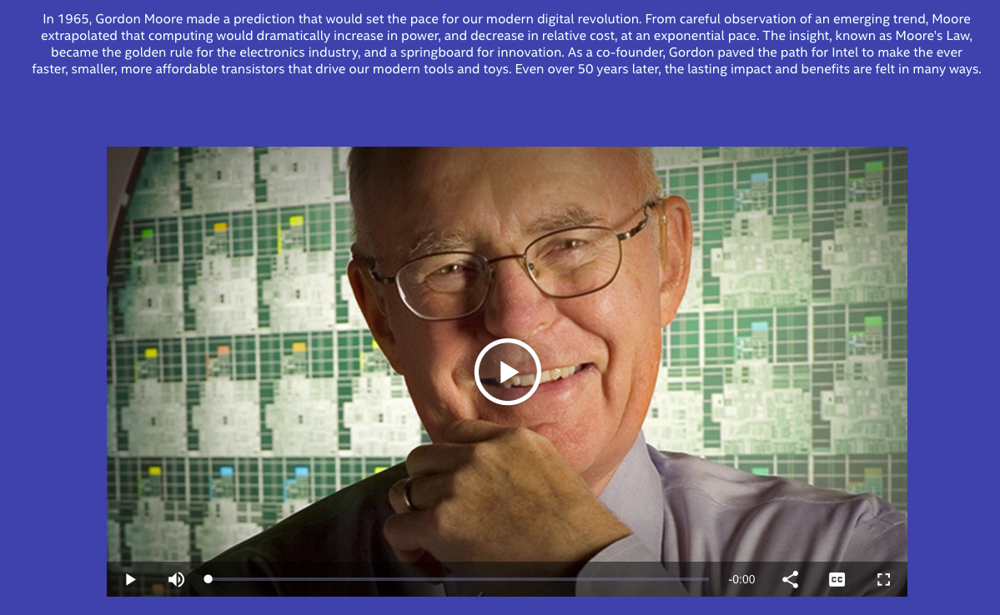 In 1965, Gordon Moore made a prediction that would set the pace for our modern digital revolution. From careful observation of an emerging trend, Moore
extrapolated that computing would dramatically increase in power, and decrease in relative cost, at an exponential pace. The insight, known as Moore's Law,
became the golden rule for the electronics industry, and a springboard for innovation. As a co-founder, Gordon paved the path for Intel to make the ever
faster, smaller, more affordable transistors that drive our modern tools and toys. Even over 50 years later, the lasting impact and benefits are felt in many ways.
-0:00
CC